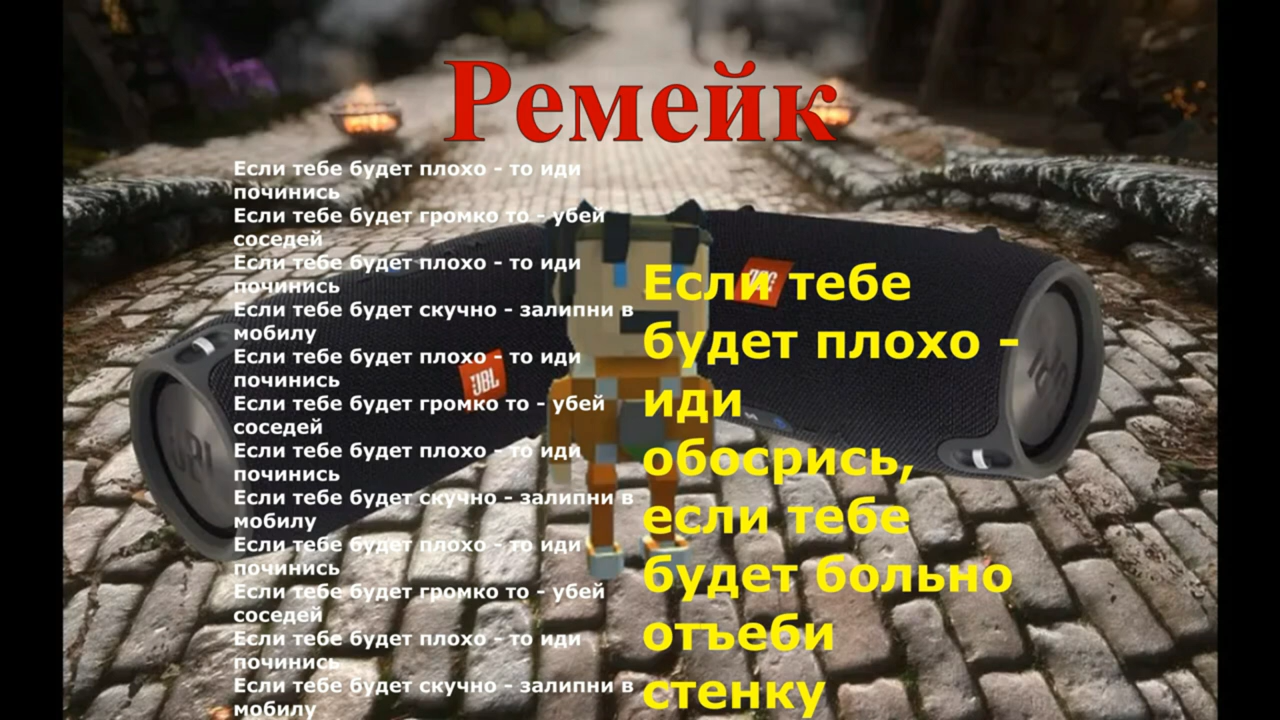 Ремейк
Если тебе будет плохо - то иди
починись
Если тебе будет громко то - убей
соседей
Если тебе будет плохо - то иди
починись
Если тебе будет скучно - залипни в
мобилу
Если тебе будет плохо - то иди
починись
Если тебе будет громко то - убей
соседей
Если тебе будет плохо - то иди
починись
Если тебе будет скучно - залипни в
мобилу
Если тебе будет плохо - то иди
починись
Если тебе будет громко то - убей
соседей
Если тебе будет плохо - то иди
починись
Если тебе будет скучно - залипни в
мобилу
Если тебе
будет плохо -
иди
обосрись,
если тебе
будет больно
отъеби
стенку
JBL
JBL